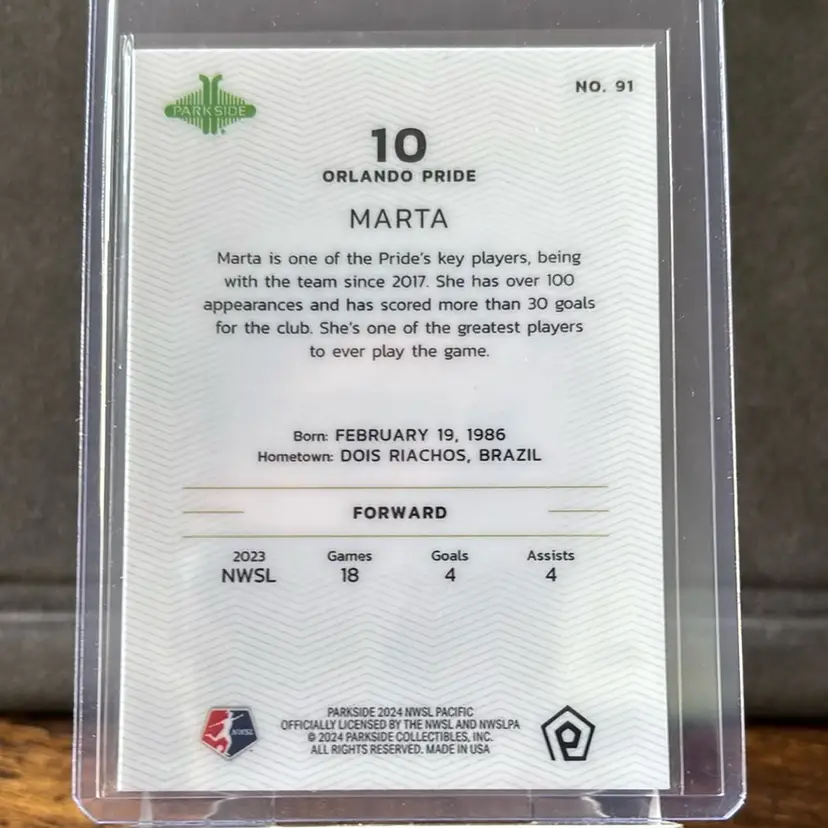 PARKSIDE
NO. 91
10
ORLANDO PRIDE
MARTA
Marta is one of the Pride's key players, being
with the team since 2017. She has over 100
appearances and has scored more than 30 goals
for the club. She's one of the greatest players
to ever play the game.
Born: FEBRUARY 19, 1986
Hometown: DOIS RIACHOS, BRAZIL
FORWARD
2023 Games Goals Assists
NWSL 18 4 4
NWSL
PARKSIDE 2024 NWSL PACIFIC
OFFICIALLY LICENSED BY THE NWSL AND NWSLPA
© 2024 PARKSIDE COLLECTIBLES, INC.
ALL RIGHTS RESERVED. MADE IN USA